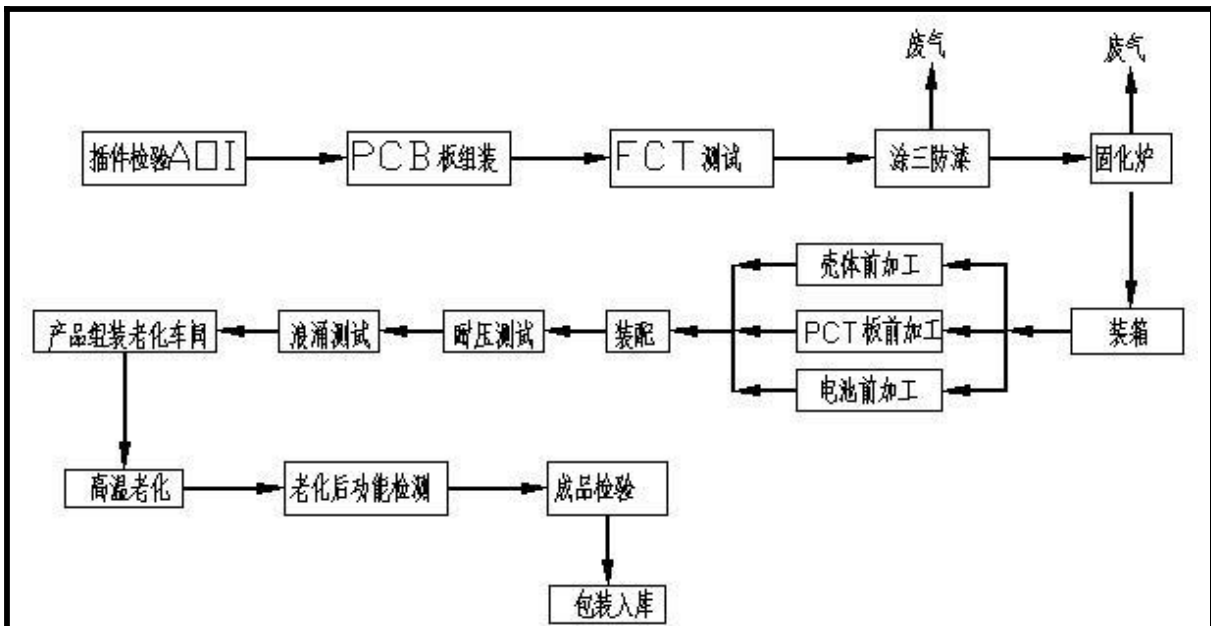 废气
废气
插件检验AOI
PCB板组装
FCT测试
涂三防漆
固化炉
壳体前加工
产品组装老化车间
浪涌测试
耐压测试
装配
PCT板前加工
装箱
电池前加工
高温老化
老化后功能检测
成品检验
包装入库